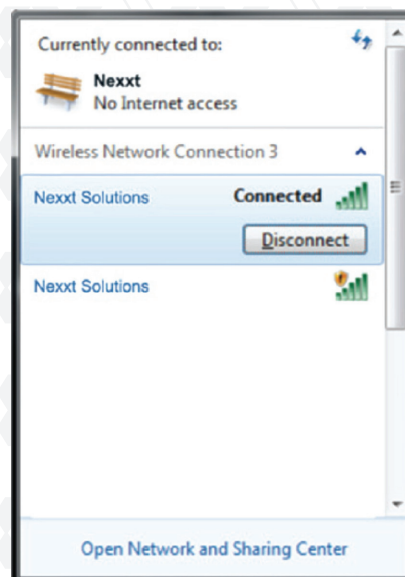 Currently connected to:
Nexxt
No Internet access
Wireless Network Connection 3
Nexxt Solutions Connected
Disconnect
Nexxt Solutions
Open Network and Sharing Center